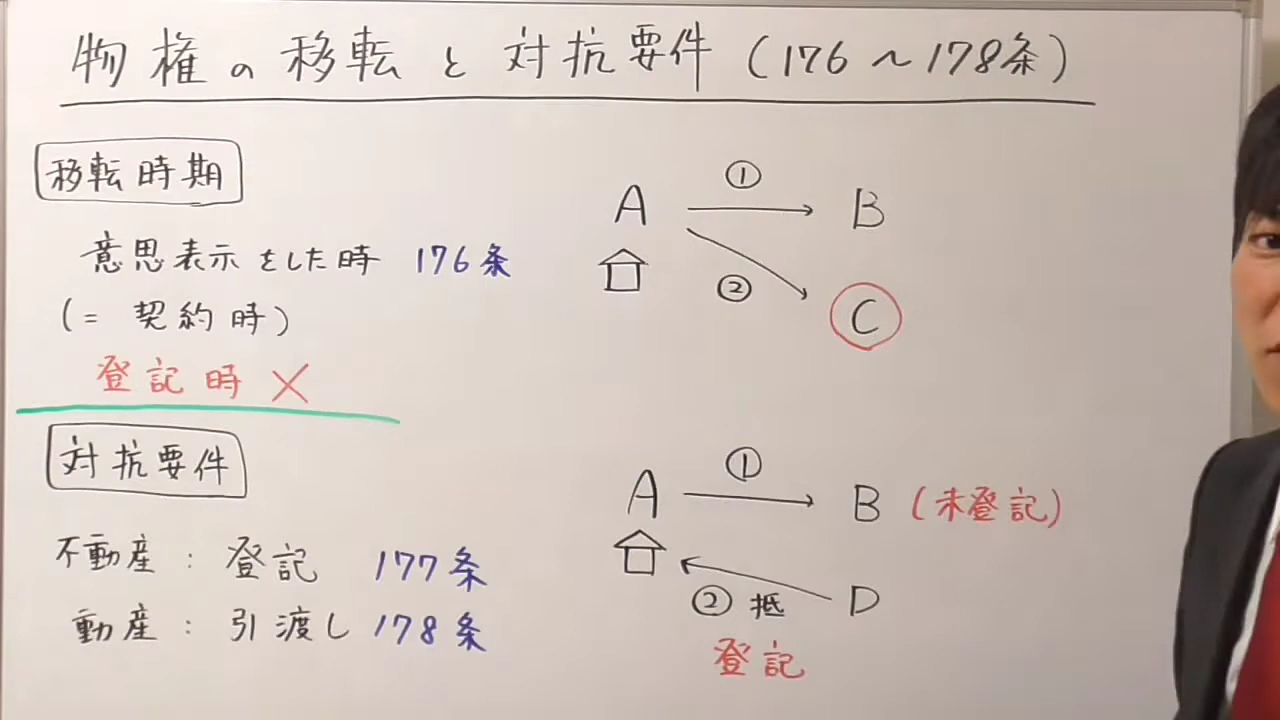 物権の移転と対抗要件(176～178条)
移転時期
意思表示をした時 176条
(= 契約時)
登記時 ×
対抗要件
不動産 : 登記 177条
動産 : 引渡し 178条
① 
A → B
② C
①
A → B (未登記)
② 抵 D
登記